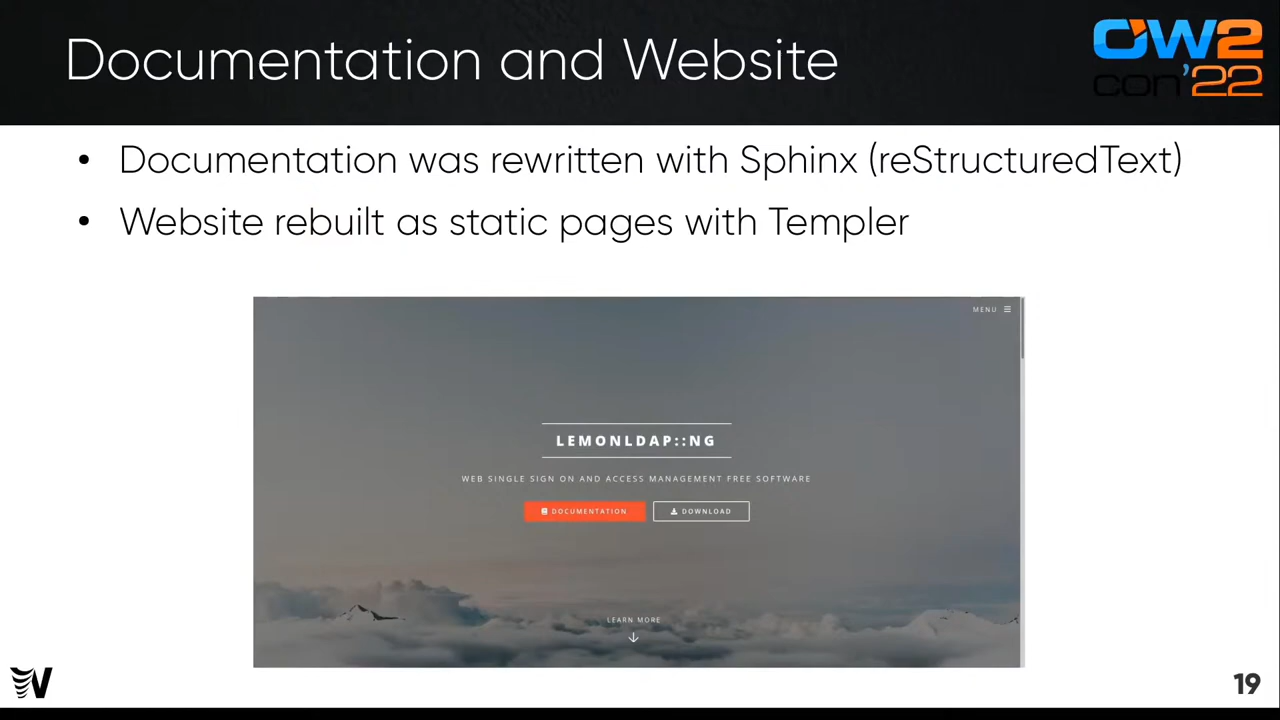 Documentation and Website
OW2
con'22
• Documentation was rewritten with Sphinx (reStructuredText)
• Website rebuilt as static pages with Templer
MENU
LEMONLDAP::NG
WEB SINGLE SIGN ON AND ACCESS MANAGEMENT FREE SOFTWARE
DOCUMENTATION DOWNLOAD
LEARN MORE
W
19